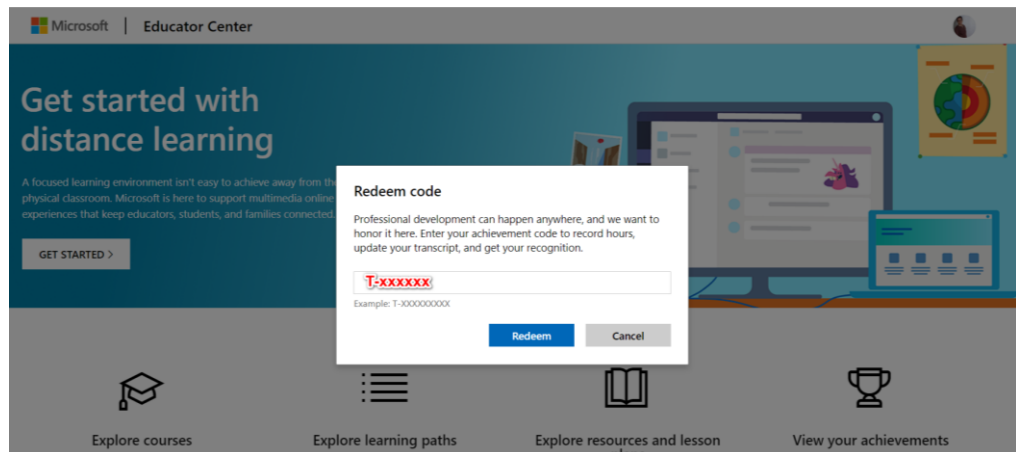 Microsoft | Educator Center
Get started with
distance learning
A focused learning environment isn't easy to achieve away from the
physical classroom. Microsoft is here to support multimedia online
experiences that keep educators, students, and families connected.
GET STARTED >
Redeem code
Professional development can happen anywhere, and we want to
honor it here. Enter your achievement code to record hours,
update your transcript, and get your recognition.
T-xxxxxx
Example: T-XXXXXXXXX
Redeem
Cancel
Explore courses
Explore learning paths
Explore resources and lesson
View your achievements